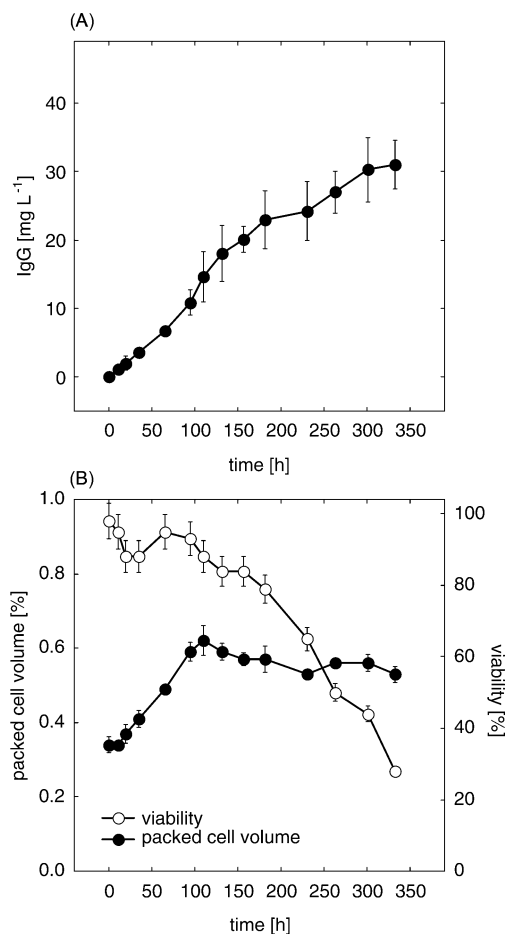 (A)
40
30
20
10
0
IgG [mg L⁻¹]
0 50 100 150 200 250 300 350
time [h]
(B)
1.0
0.8
0.6
0.4
0.2
0.0
packed cell volume [%]
100
80
60
40
20
0
viability [%]
viability
packed cell volume
0 50 100 150 200 250 300 350
time [h]